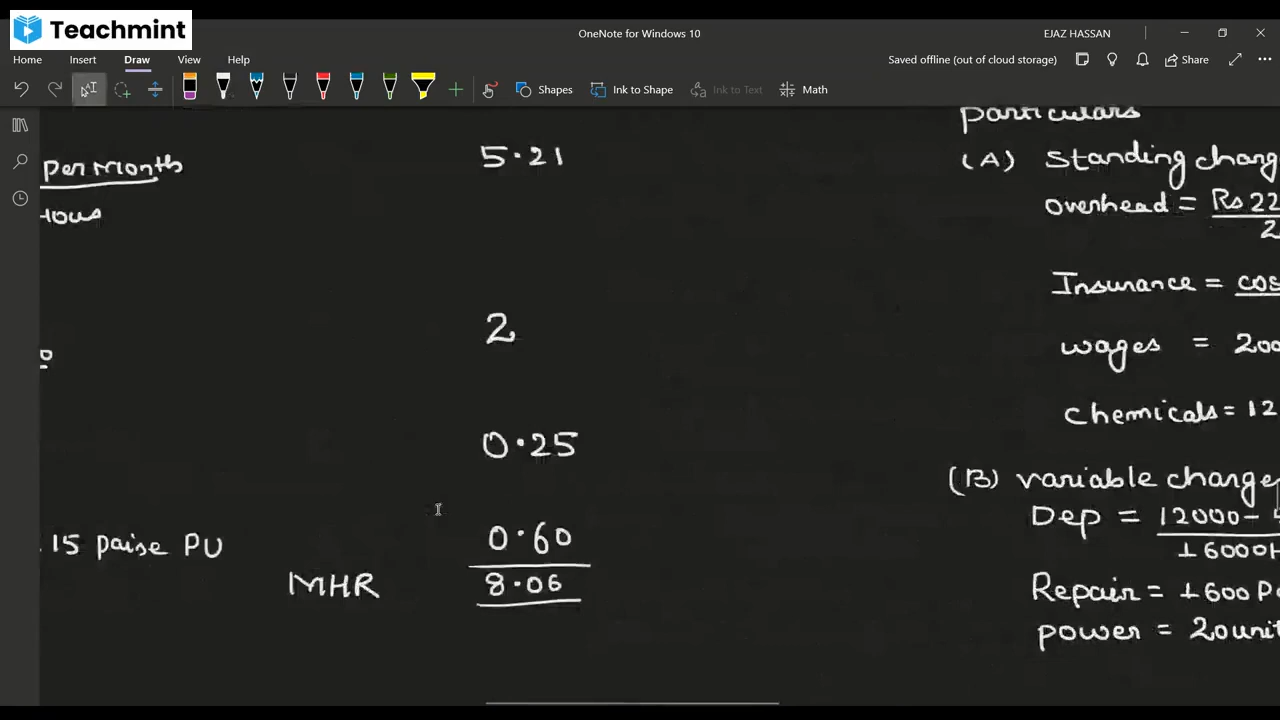 Teachmint
OneNote for Windows 10
EJAZ HASSAN
Home Insert Draw View Help
Saved offline (out of cloud storage) Share
Shapes Ink to Shape Ink to Text Math
Per Month 5.21
2
0.25
15 paise PU 0.60
MHR 8.06
particulars
(A) standing charg
overhead = Rs 22
2
Insurance = cos
wages = 200
chemicals = 12
(B) variable charge
Dep = 12000-
16000H
Repair = 1600 P
power = 20 unit